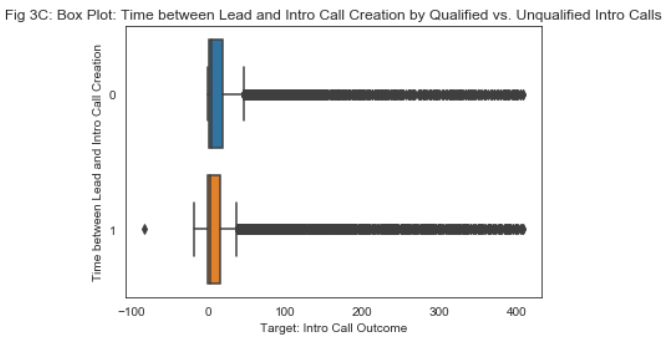 Fig 3C: Box Plot: Time between Lead and Intro Call Creation by Qualified vs. Unqualified Intro Calls
Time between Lead and Intro Call Creation
0
1
−100 0 100 200 300 400
Target: Intro Call Outcome